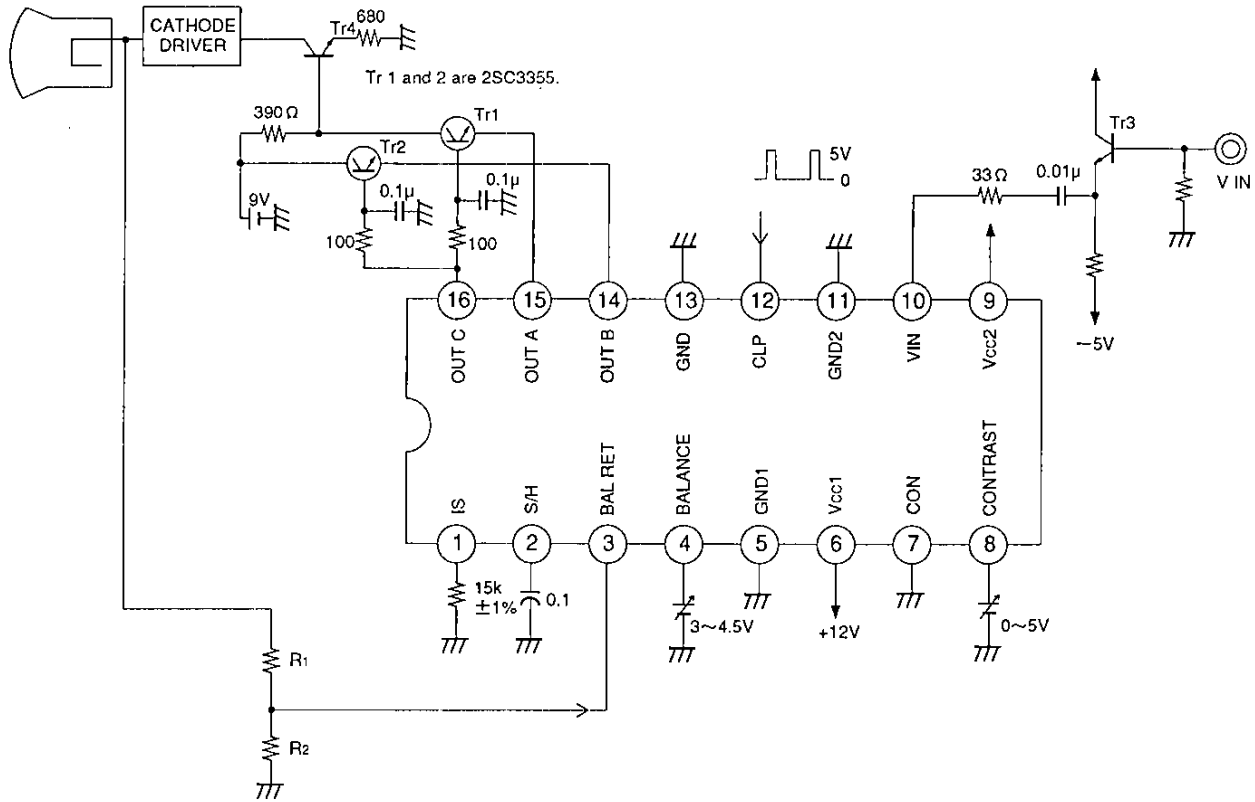 CATHODE
DRIVER
Tr4
680
Tr 1 and 2 are 2SC3355.
390Ω
Tr1
Tr2
9V
0.1μ
0.1μ
100
100
5V
0
Tr3
33Ω
0.01μ
V IN
~5V
16
15
14
13
12
11
10
9
OUT C
OUT A
OUT B
GND
CLP
GND2
VIN
Vcc2
IS
S/H
BAL RET
BALANCE
GND1
Vcc1
CON
CONTRAST
1
2
3
4
5
6
7
8
15k
±1%
0.1
3~4.5V
+12V
0~5V
R1
R2